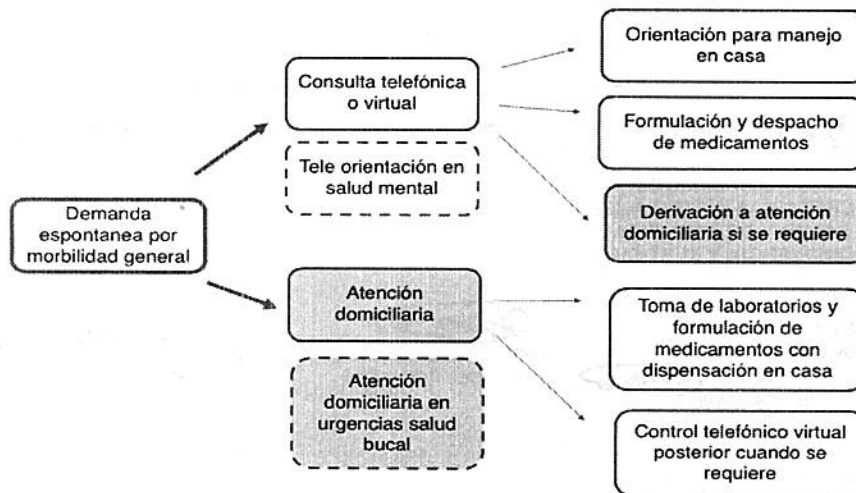 Demanda
espontanea por
morbilidad general
Consulta telefónica
o virtual
Tele orientación en
salud mental
Atención
domiciliaria
Atención
domiciliaria en
urgencias salud
bucal
Orientación para manejo
en casa
Formulación y despacho
de medicamentos
Derivación a atención
domiciliaria si se requiere
Toma de laboratorios y
formulación de
medicamentos con
dispensación en casa
Control telefónico virtual
posterior cuando se
requiere